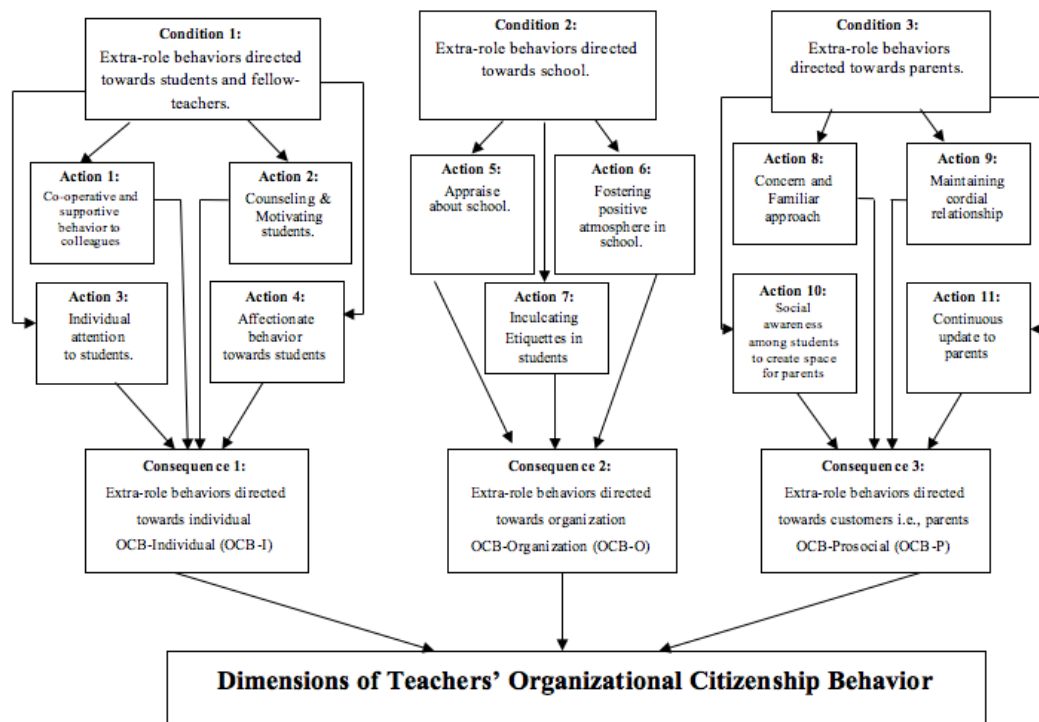 Condition 1:
Extra-role behaviors directed
towards students and fellow-
teachers.
Condition 2:
Extra-role behaviors directed
towards school.
Condition 3:
Extra-role behaviors
directed towards parents.
Action 1:
Co-operative and
supportive behavior to
colleagues
Action 2:
Counseling &
Motivating
students.
Action 5:
Appraise
about school.
Action 6:
Fostering
positive
atmosphere in
school.
Action 8:
Concern and
Familiar
approach
Action 9:
Maintaining
cordial
relationship
Action 3:
Individual
attention
to students.
Action 4:
Affectionate
behavior
towards students
Action 7:
Inculcating
Etiquettes in
students
Action 10:
Social
awareness
among students
to create space
for parents
Action 11:
Continuous
update to
parents
Consequence 1:
Extra-role behaviors directed
towards individual
OCB-Individual (OCB-I)
Consequence 2:
Extra-role behaviors directed
towards organization
OCB-Organization (OCB-O)
Consequence 3:
Extra-role behaviors directed
towards customers i.e., parents
OCB-Prosocial (OCB-P)
Dimensions of Teachers' Organizational Citizenship Behavior